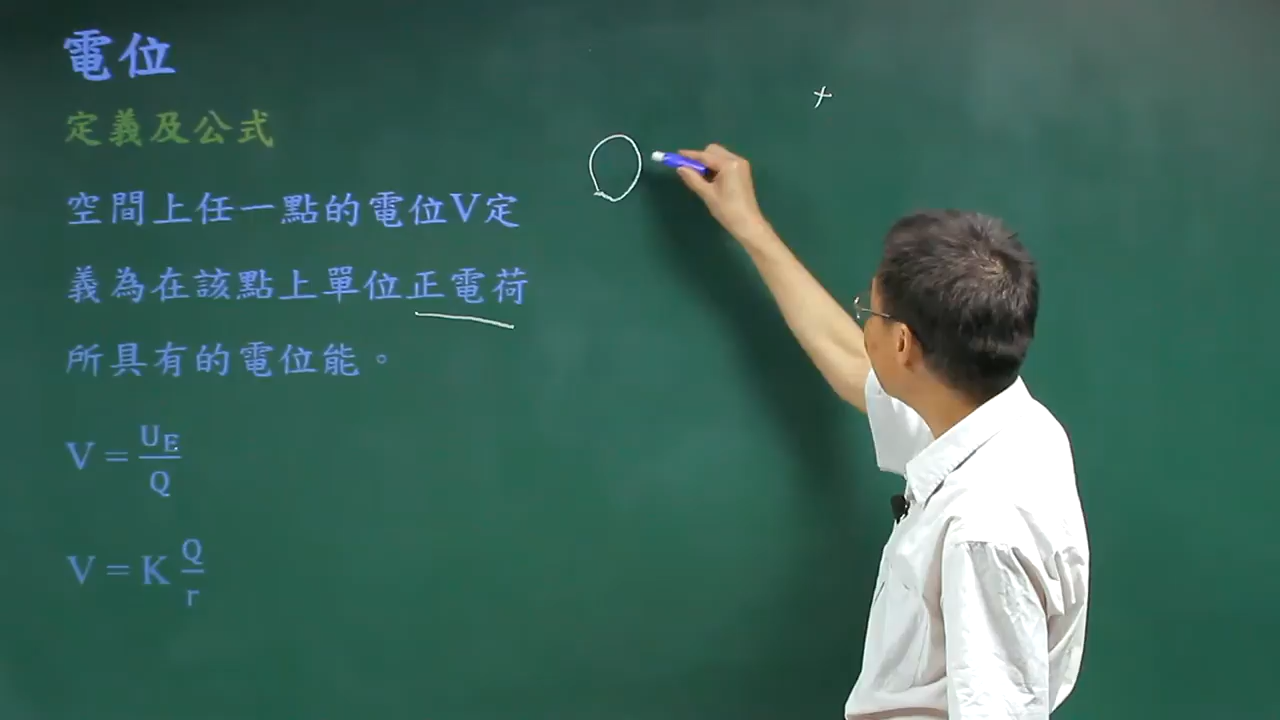 電位
定義及公式
空間上任一點的電位V定
義為在該點上單位正電荷
所具有的電位能。
V = U_E / Q
V = K Q / r
+